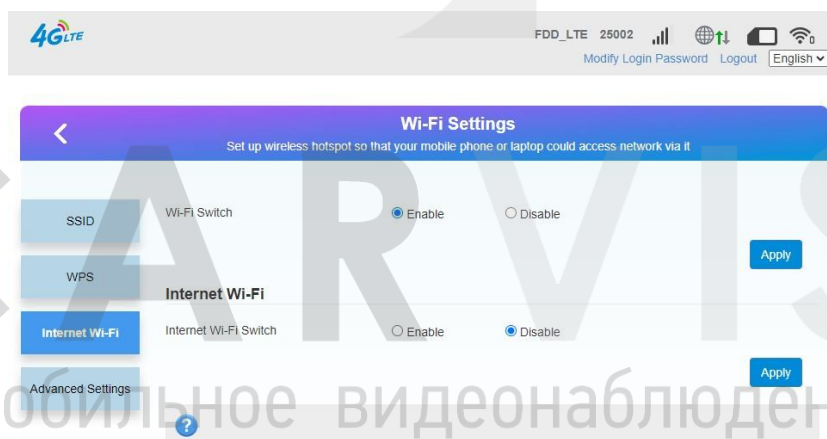 4G LTE
FDD_LTE 25002
Modify Login Password Logout English
Wi-Fi Settings
Set up wireless hotspot so that your mobile phone or laptop could access network via it
SSID
Wi-Fi Switch Enable Disable
Apply
WPS
Internet Wi-Fi
Internet Wi-Fi
Internet Wi-Fi Switch Enable Disable
Apply
Advanced Settings
?